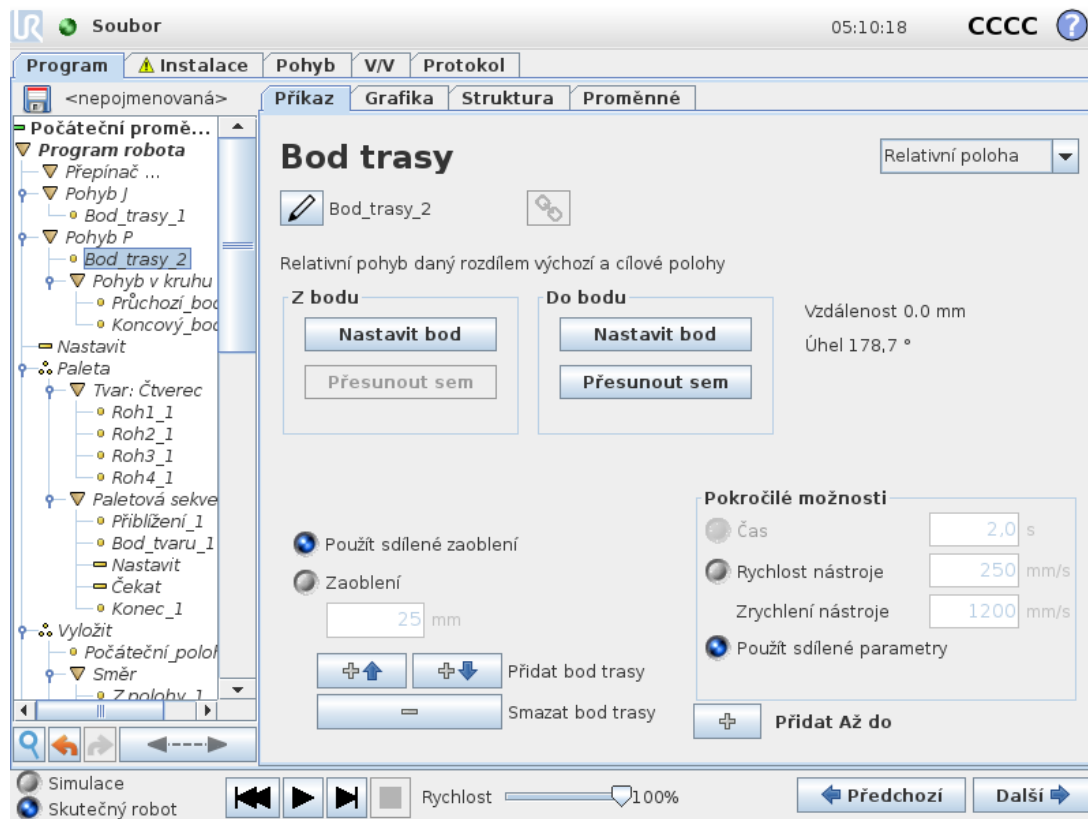 UR Soubor 05:10:18 CCCC ?
Program Instalace Pohyb V/V Protokol
<nepojmenovaná> Příkaz Grafika Struktura Proměnné
Počáteční promě...
Program robota
Přepínač ...
Pohyb J
Bod_trasy_1
Pohyb P
Bod_trasy_2
Pohyb v kruhu
Průchozí_bod
Koncový_bod
Nastavit
Paleta
Tvar: Čtverec
Roh1_1
Roh2_1
Roh3_1
Roh4_1
Paletová sekve
Přiblížení_1
Bod_tvaru_1
Nastavit
Čekat
Konec_1
Vyložit
Počáteční_poloh
Směr
Z polohy_1
Bod trasy
Relativní poloha
Bod_trasy_2
Relativní pohyb daný rozdílem výchozí a cílové polohy
Z bodu
Nastavit bod
Přesunout sem
Do bodu
Nastavit bod
Přesunout sem
Vzdálenost 0.0 mm
Úhel 178,7 °
Použít sdílené zaoblení
Zaoblení
25 mm
Přidat bod trasy
Smazat bod trasy
Pokročilé možnosti
Čas 2,0 s
Rychlost nástroje 250 mm/s
Zrychlení nástroje 1200 mm/s
Použít sdílené parametry
Přidat Až do
Simulace
Skutečný robot
Rychlost 100%
Předchozí
Další